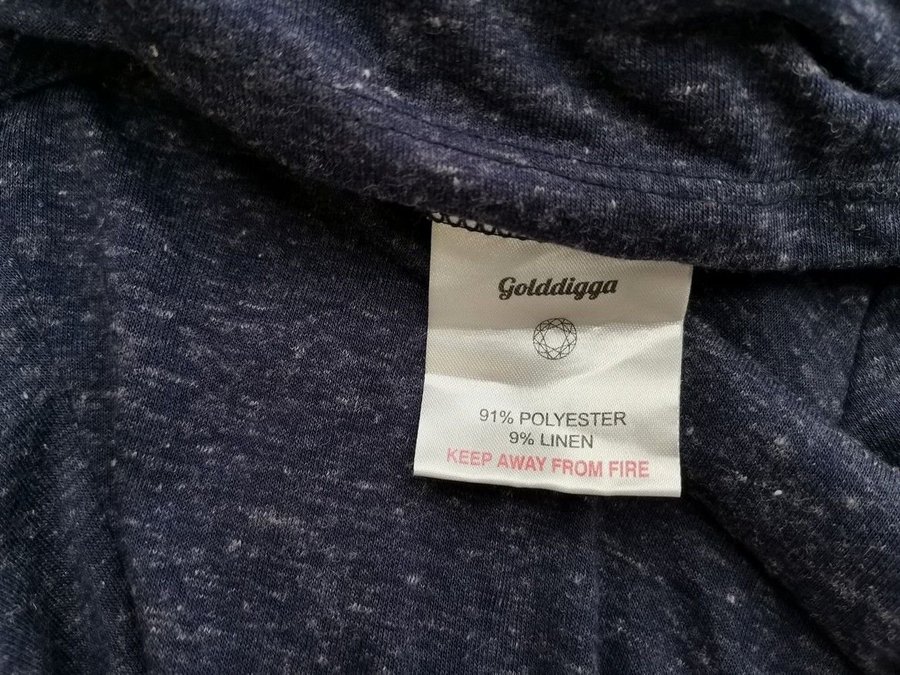 Golddigga
91% POLYESTER
9% LINEN
KEEP AWAY FROM FIRE